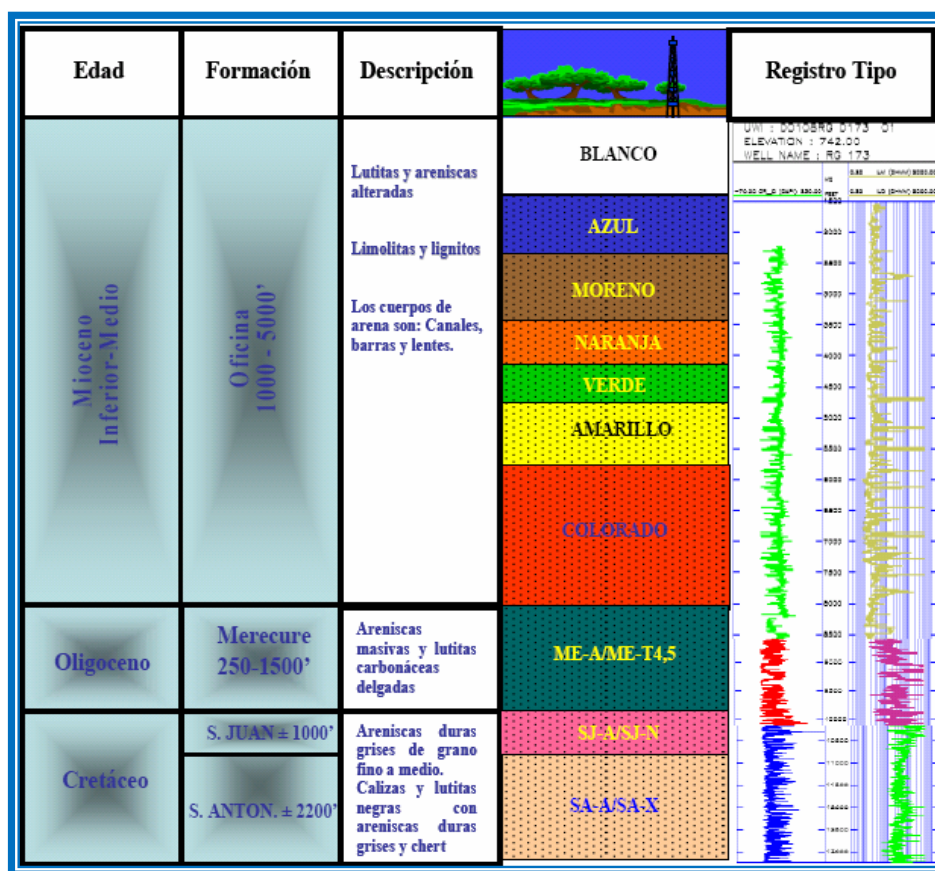 Edad
Formación
Descripción
Registro Tipo
Mioceno
Inferior-Medio
Oficina
1000 - 5000’
Lutitas y areniscas
alteradas
Limolitas y lignitos
Los cuerpos de
arena son: Canales,
barras y lentes.
BLANCO
AZUL
MORENO
NARANJA
VERDE
AMARILLO
COLORADO
ELEVATION : 742.00
WELL NAME : RG 173
Oligoceno
Merecure
250-1500’
Areniscas
masivas y lutitas
carbonáceas
delgadas
ME-A/ME-T4,5
Cretáceo
S. JUAN ± 1000’
S. ANTON. ± 2200’
Areniscas duras
grises de grano
fino a medio.
Calizas y lutitas
negras con
areniscas duras
grises y chert
SJ-A/SJ-N
SA-A/SA-X